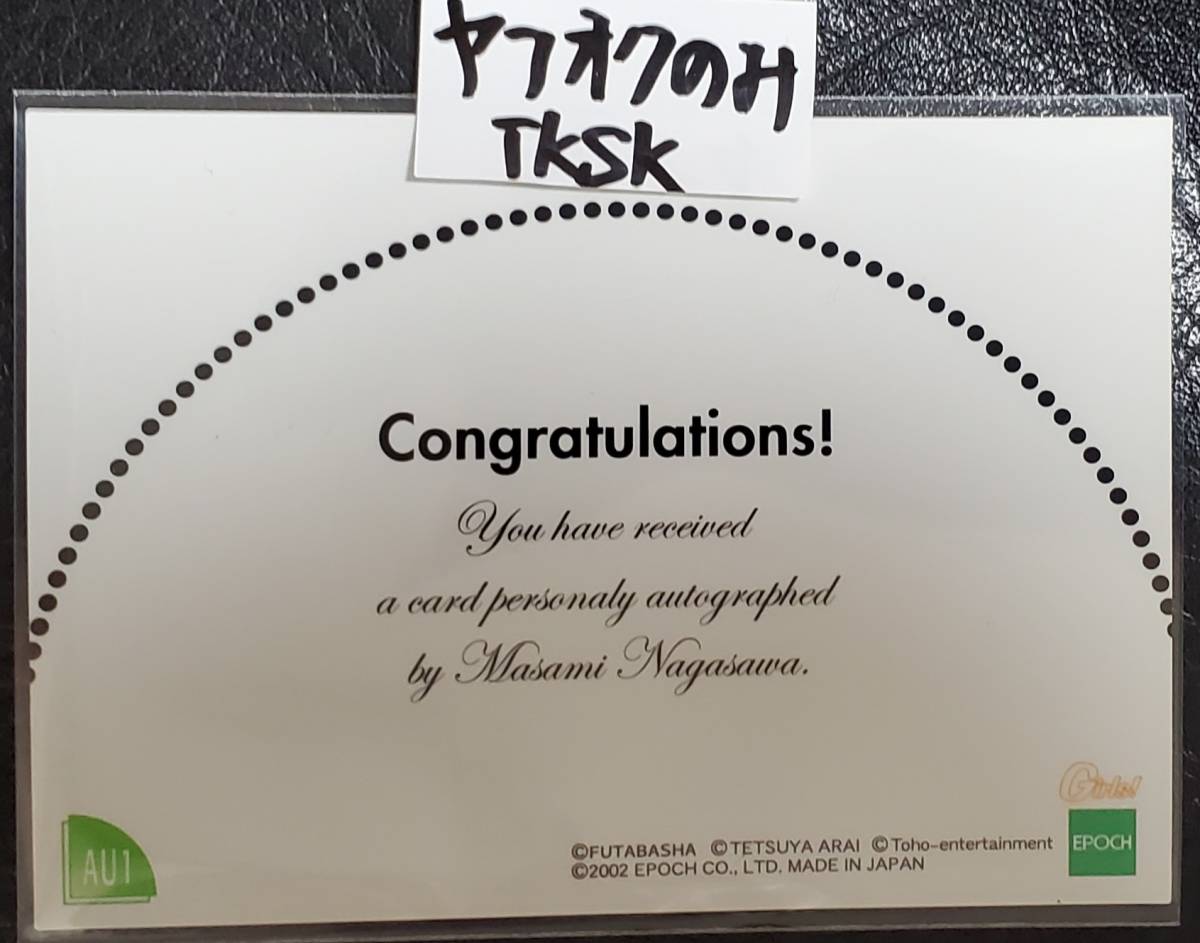 ヤフオクのみ
TKSK
Congratulations!
You have received
a card personaly autographed
by Masami Nagasawa.
Girls!
AU1
EPOCH
©FUTABASHA ©TETSUYA ARAI ©Toho-entertainment
©2002 EPOCH CO., LTD. MADE IN JAPAN